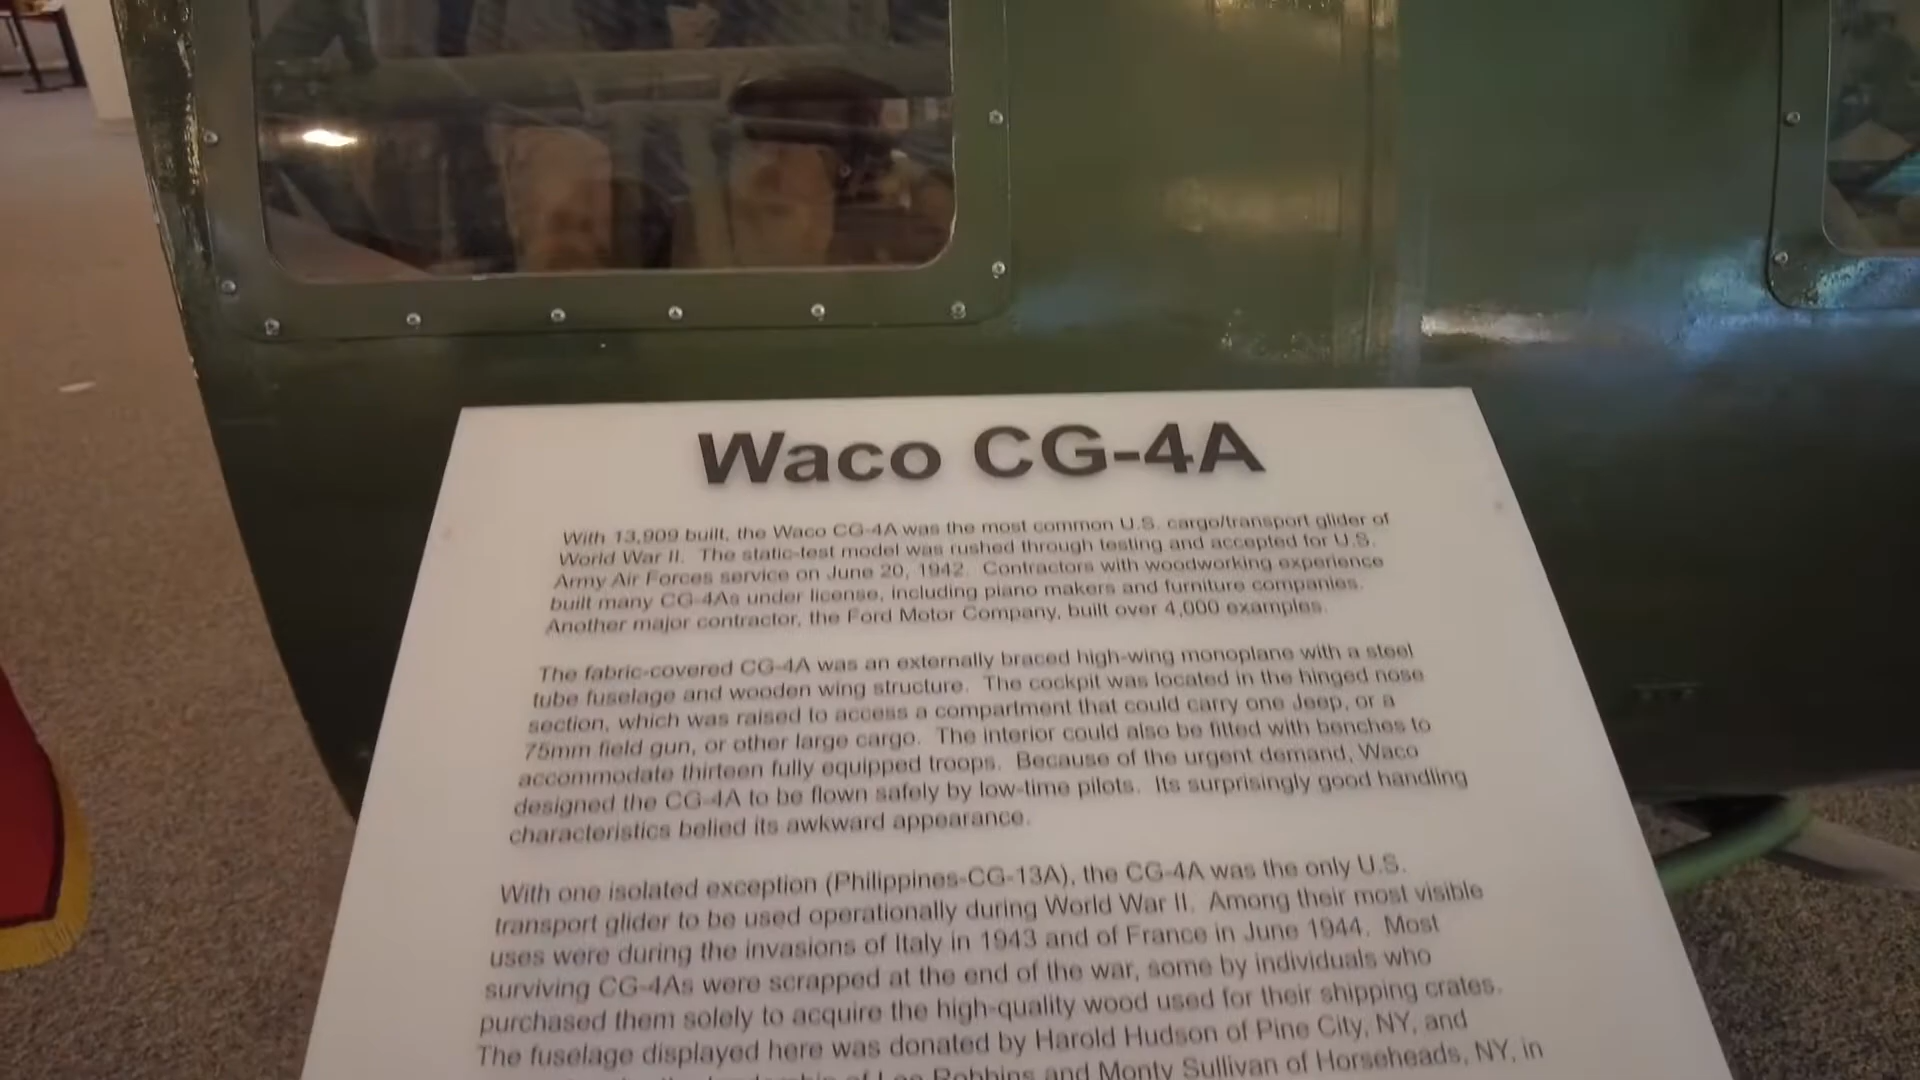 Waco CG-4A
With 13,909 built, the Waco CG-4A was the most common U.S. cargo/transport glider of
World War II. The static-test model was rushed through testing and accepted for U.S.
Army Air Forces service on June 20, 1942. Contractors with woodworking experience
built many CG-4As under license, including piano makers and furniture companies.
Another major contractor, the Ford Motor Company, built over 4,000 examples.
The fabric-covered CG-4A was an externally braced high-wing monoplane with a steel
tube fuselage and wooden wing structure. The cockpit was located in the hinged nose
section, which was raised to access a compartment that could carry one Jeep, or a
75mm field gun, or other large cargo. The interior could also be fitted with benches to
accommodate thirteen fully equipped troops. Because of the urgent demand, Waco
designed the CG-4A to be flown safely by low-time pilots. Its surprisingly good handling
characteristics belied its awkward appearance.
With one isolated exception (Philippines-CG-13A), the CG-4A was the only U.S.
transport glider to be used operationally during World War II. Among their most visible
uses were during the invasions of Italy in 1943 and of France in June 1944. Most
surviving CG-4As were scrapped at the end of the war, some by individuals who
purchased them solely to acquire the high-quality wood used for their shipping crates.
The fuselage displayed here was donated by Harold Hudson of Pine City, NY, and
of Lee Robbins and Monty Sullivan of Horseheads, NY, in